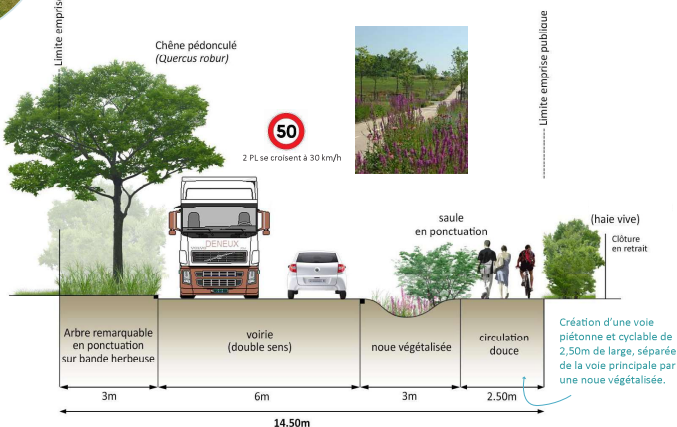 Limite emprise
Chêne pédonculé
(Quercus robur)
50
2 PL se croisent à 30 km/h
Limite emprise publique
saule
en ponctuation
(haie vive)
Clôture
en retrait
DENEUX
VOLVO
Arbre remarquable
en ponctuation
sur bande herbeuse
voirie
(double sens)
noue végétalisée
circulation
douce
Création d'une voie
piétonne et cyclable de
2,50m de large, séparée
de la voie principale par
une noue végétalisée.
3m
6m
3m
2.50m
14.50m